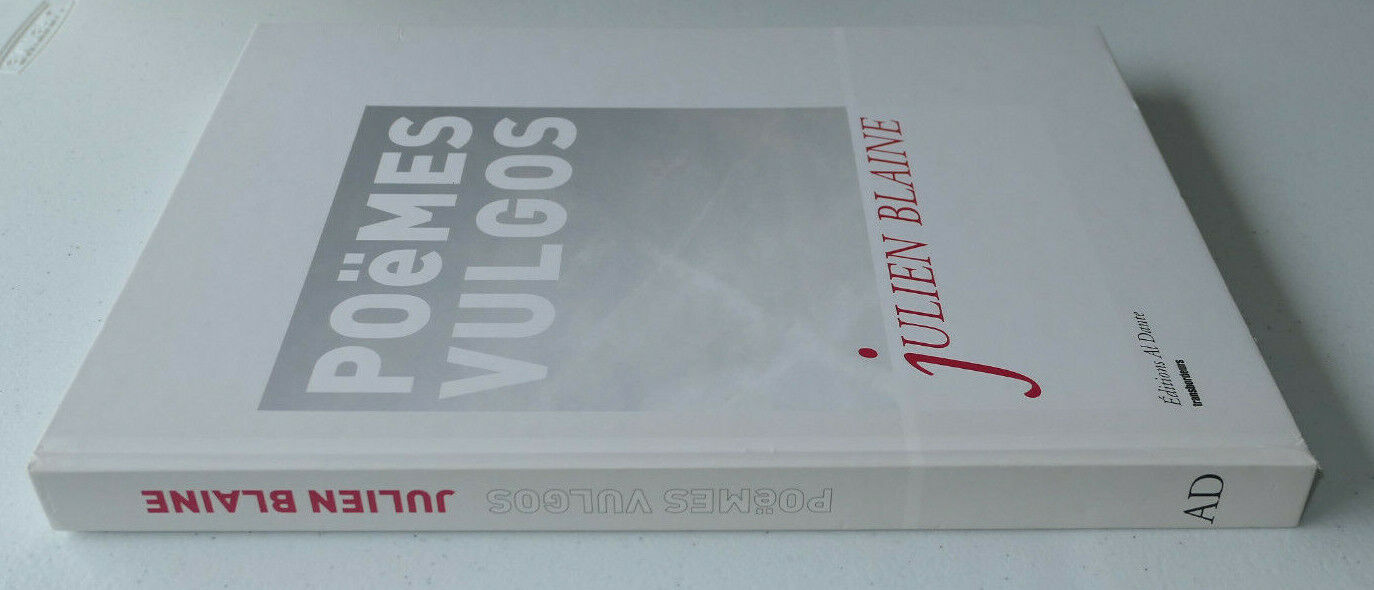 POëMES
VULGOS
jULIEN BLAINE
Éditions Al Dante
transbordeurs
JULIEN BLAINE POëMES VULGOS AD